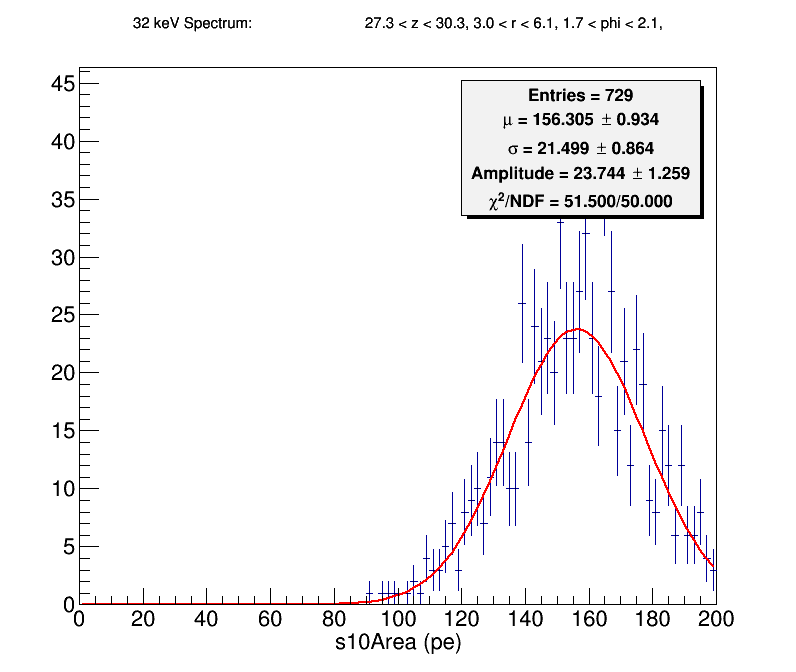 32 keV Spectrum: 27.3 < z < 30.3, 3.0 < r < 6.1, 1.7 < phi < 2.1,
Entries = 729
μ = 156.305 ± 0.934
σ = 21.499 ± 0.864
Amplitude = 23.744 ± 1.259
χ²/NDF = 51.500/50.000
45
40
35
30
25
20
15
10
5
0
0 20 40 60 80 100 120 140 160 180 200
s10Area (pe)